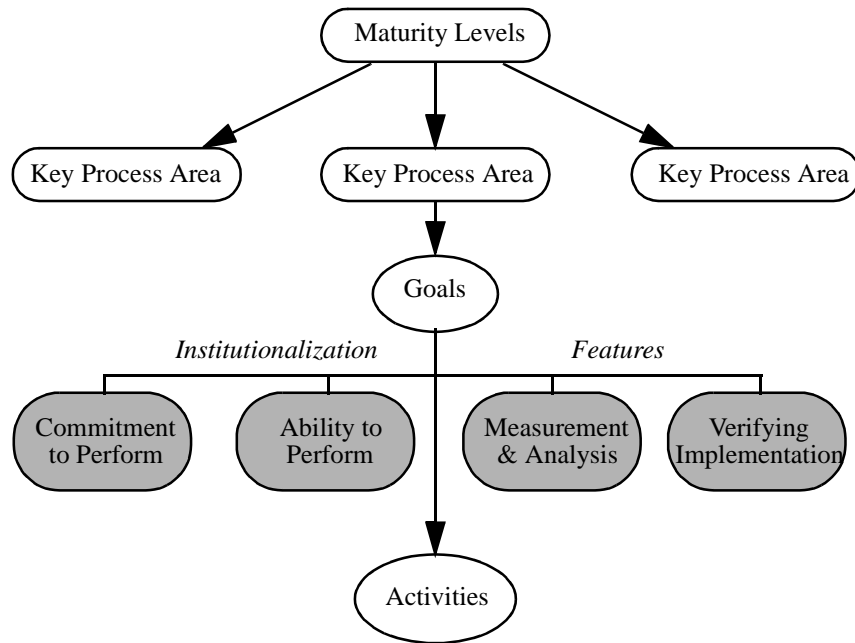 Maturity Levels
Key Process Area
Key Process Area
Key Process Area
Goals
Institutionalization
Features
Commitment
to Perform
Ability to
Perform
Measurement
& Analysis
Verifying
Implementation
Activities